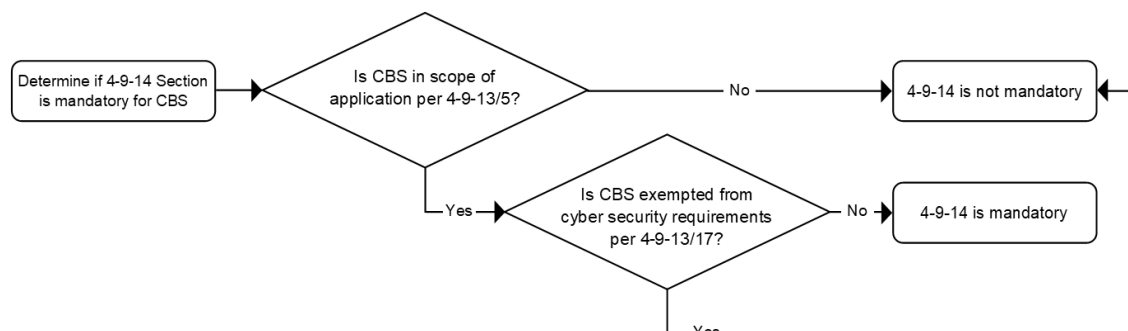 Determine if 4-9-14 Section
is mandatory for CBS
Is CBS in scope of
application per 4-9-13/5?
No
4-9-14 is not mandatory
Yes
Is CBS exempted from
cyber security requirements
per 4-9-13/17?
No
4-9-14 is mandatory
Yes